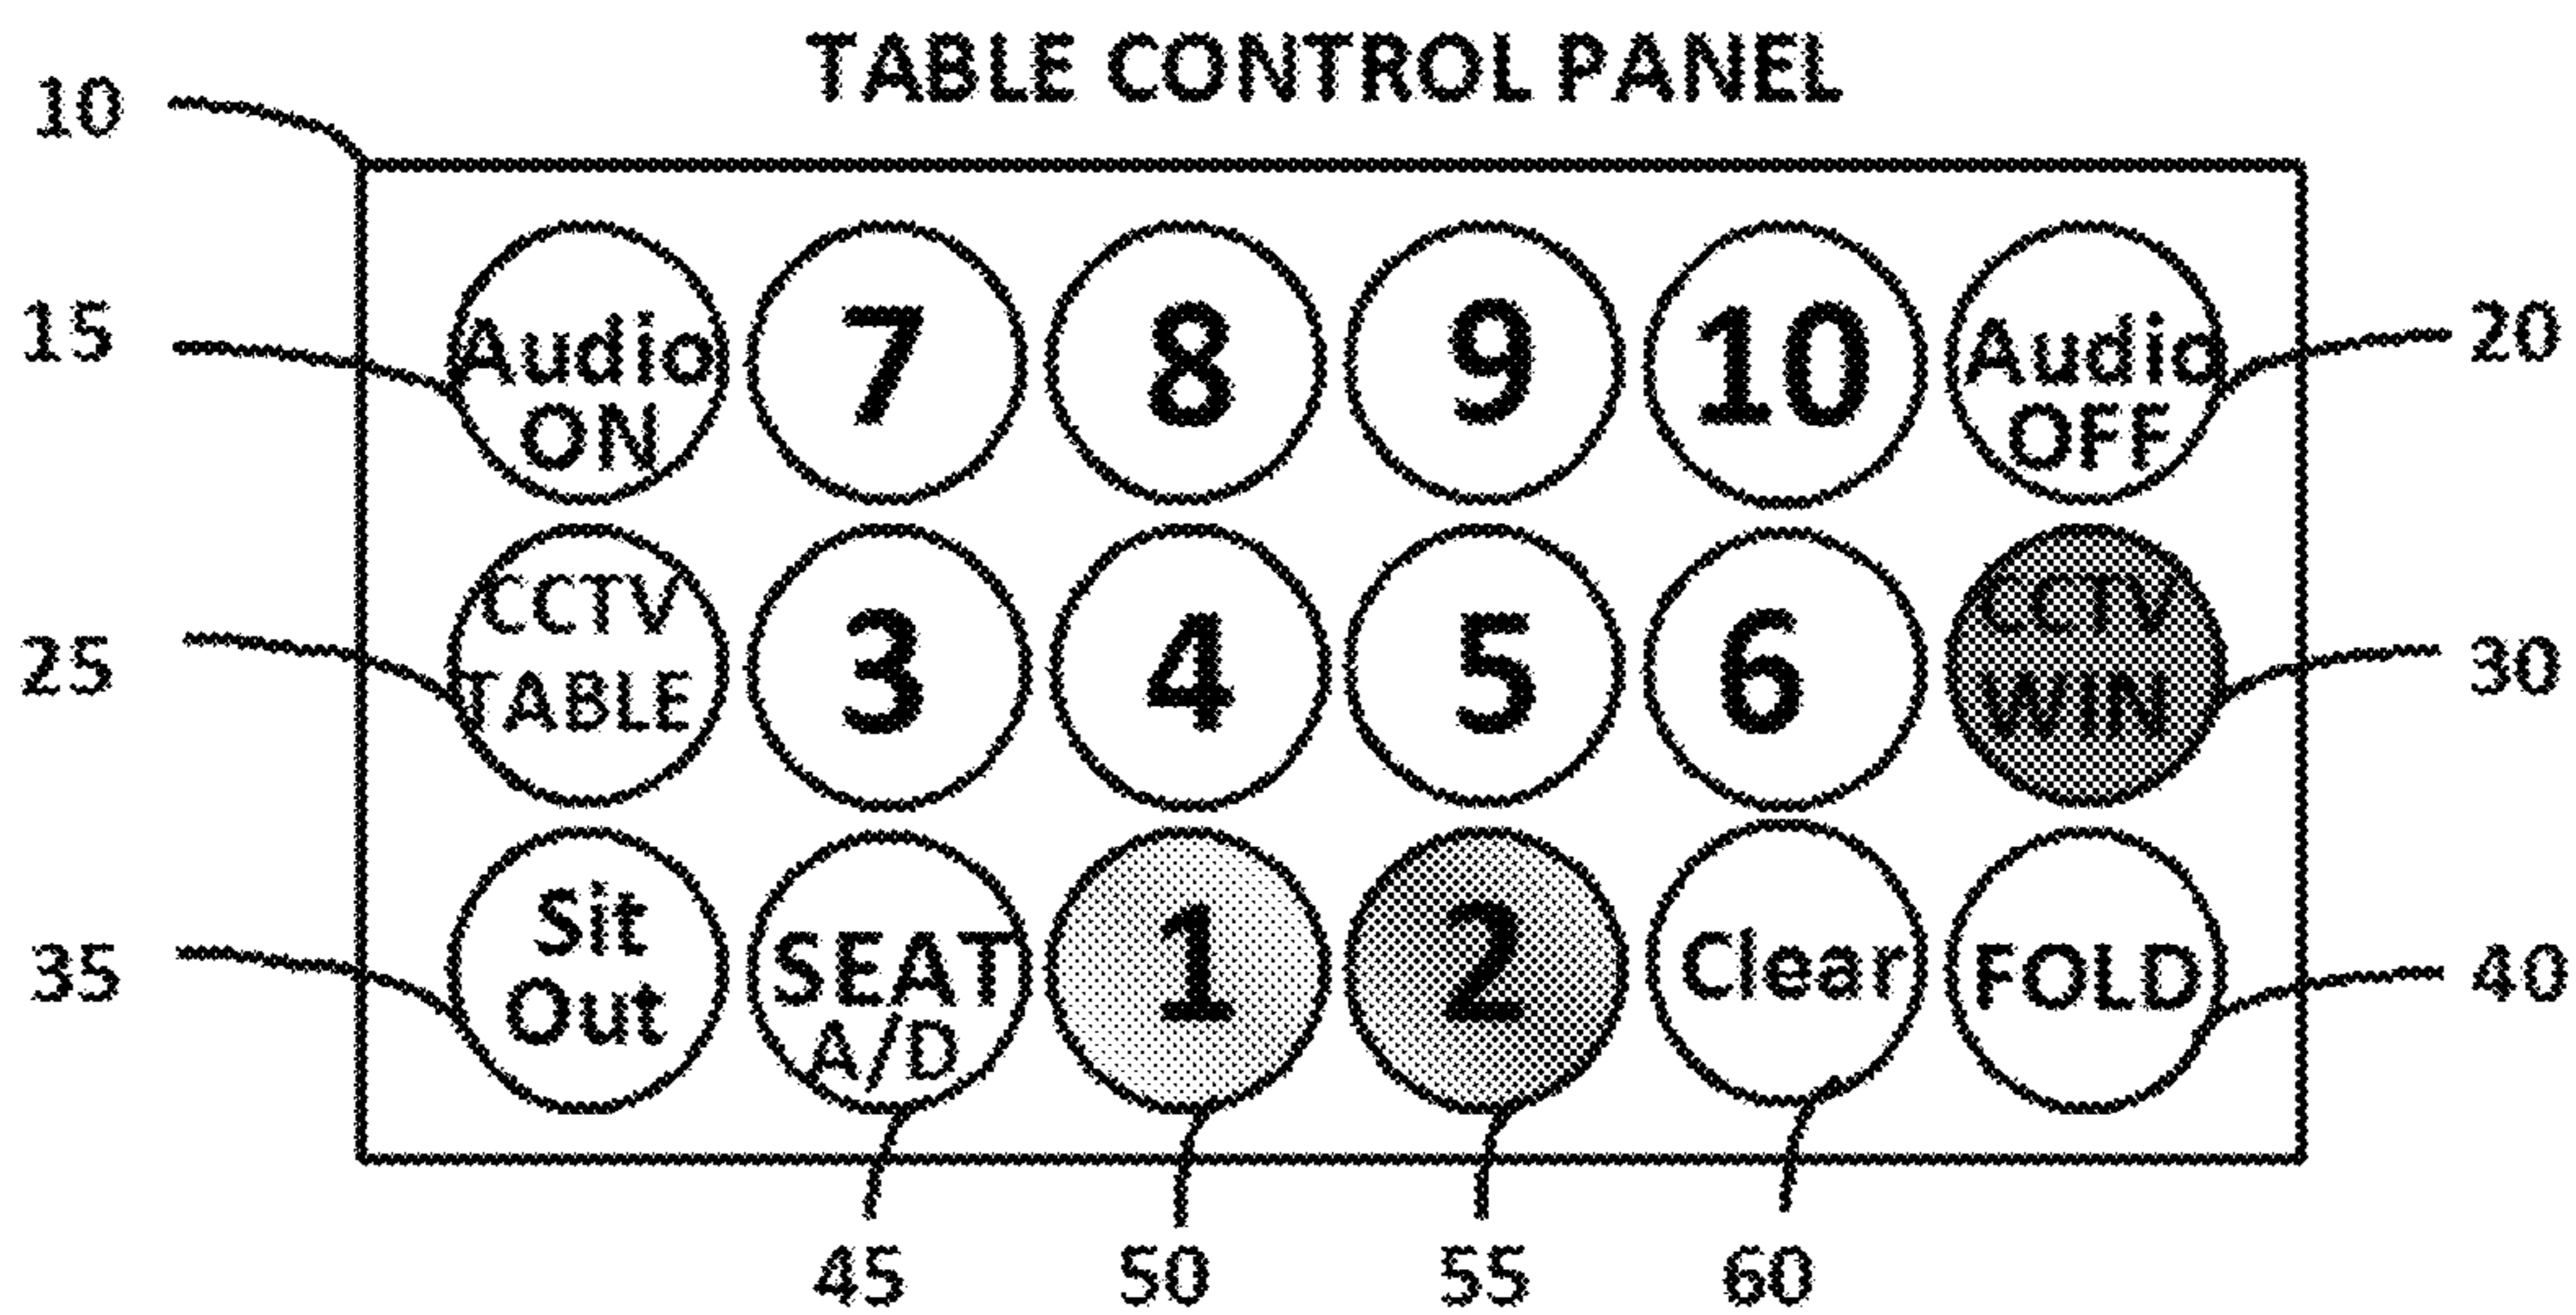 TABLE CONTROL PANEL
10
15
Audio
ON
7
8
9
10
Audio
OFF
20
25
CCTV
TABLE
3
4
5
6
CCTV
WIN
30
35
Sit
Out
SEAT
A/D
1
2
Clear
FOLD
40
45
50
55
60